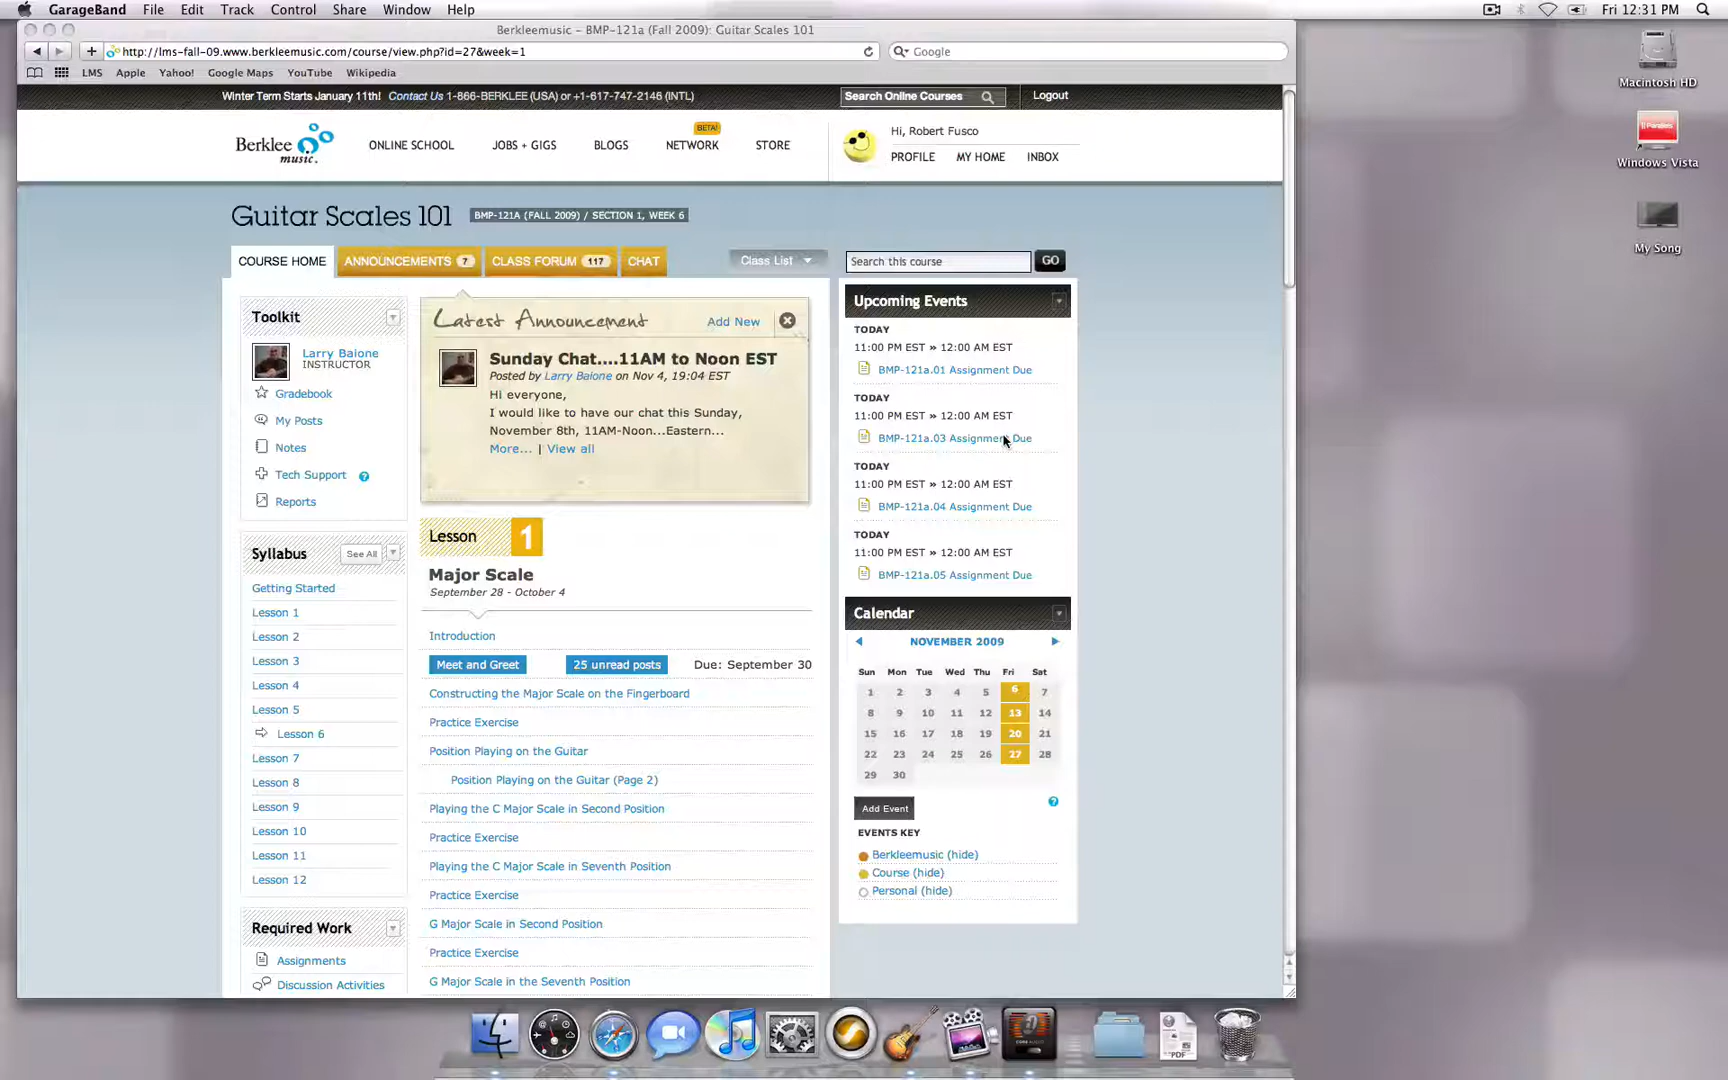 GarageBand File Edit Track Control Share Window Help
Fri 12:31 PM
Berkleemusic – BMP-121a (Fall 2009): Guitar Scales 101
http://lms-fall-09.www.berkleemusic.com/course/view.php?id=27&week=1
Google
LMS Apple Yahoo! Google Maps YouTube Wikipedia
Macintosh HD
Windows Vista
My Song
Winter Term Starts January 11th! Contact Us 1-866-BERKLEE (USA) or +1-617-747-2146 (INTL)
Search Online Courses
Logout
Berklee music.
ONLINE SCHOOL
JOBS + GIGS
BLOGS
BETA!
NETWORK
STORE
Hi, Robert Fusco
PROFILE MY HOME INBOX
Guitar Scales 101
BMP-121A (FALL 2009) / SECTION 1, WEEK 6
COURSE HOME
ANNOUNCEMENTS 7
CLASS FORUM 117
CHAT
Class List
Search this course
GO
Toolkit
Larry Baione
INSTRUCTOR
Gradebook
My Posts
Notes
Tech Support ?
Reports
Syllabus See All
Getting Started
Lesson 1
Lesson 2
Lesson 3
Lesson 4
Lesson 5
Lesson 6
Lesson 7
Lesson 8
Lesson 9
Lesson 10
Lesson 11
Lesson 12
Required Work
Assignments
Discussion Activities
Latest Announcement Add New
Sunday Chat....11AM to Noon EST
Posted by Larry Baione on Nov 4, 19:04 EST
Hi everyone,
I would like to have our chat this Sunday,
November 8th, 11AM-Noon...Eastern...
More... | View all
Lesson 1
Major Scale
September 28 - October 4
Introduction
Meet and Greet 25 unread posts Due: September 30
Constructing the Major Scale on the Fingerboard
Practice Exercise
Position Playing on the Guitar
Position Playing on the Guitar (Page 2)
Playing the C Major Scale in Second Position
Practice Exercise
Playing the C Major Scale in Seventh Position
Practice Exercise
G Major Scale in Second Position
Practice Exercise
G Major Scale in the Seventh Position
Upcoming Events
TODAY
11:00 PM EST » 12:00 AM EST
BMP-121a.01 Assignment Due
TODAY
11:00 PM EST » 12:00 AM EST
BMP-121a.03 Assignment Due
TODAY
11:00 PM EST » 12:00 AM EST
BMP-121a.04 Assignment Due
TODAY
11:00 PM EST » 12:00 AM EST
BMP-121a.05 Assignment Due
Calendar
NOVEMBER 2009
Sun Mon Tue Wed Thu Fri Sat
1 2 3 4 5 6 7
8 9 10 11 12 13 14
15 16 17 18 19 20 21
22 23 24 25 26 27 28
29 30
Add Event ?
EVENTS KEY
Berkleemusic (hide)
Course (hide)
Personal (hide)
PDF